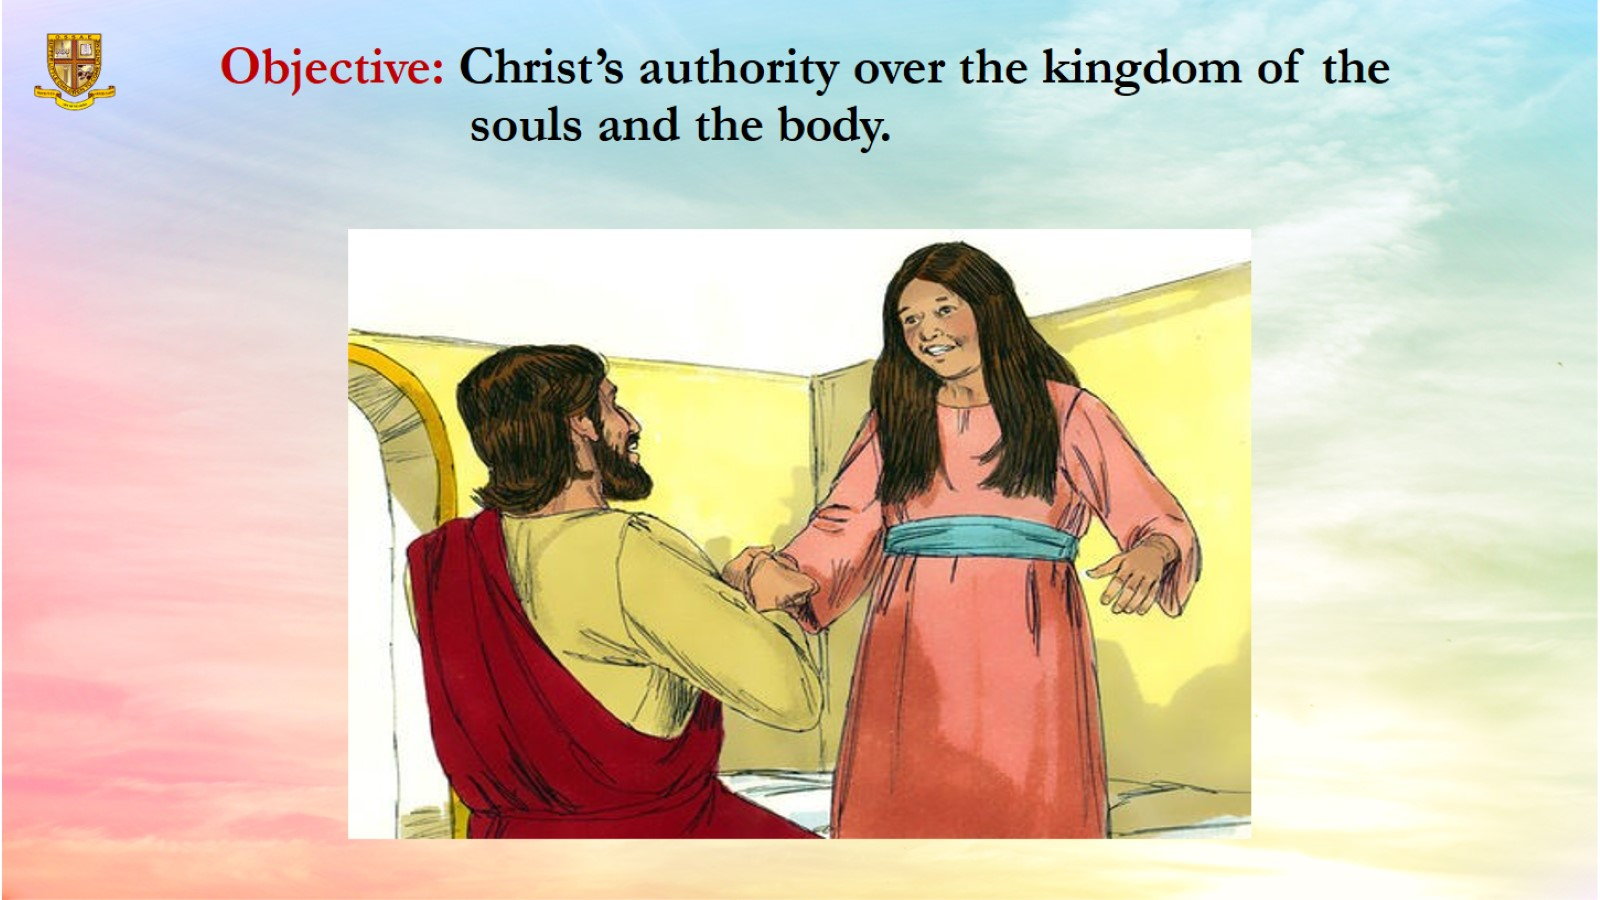 Objective: Christ’s authority over the kingdom of the
souls and the body.